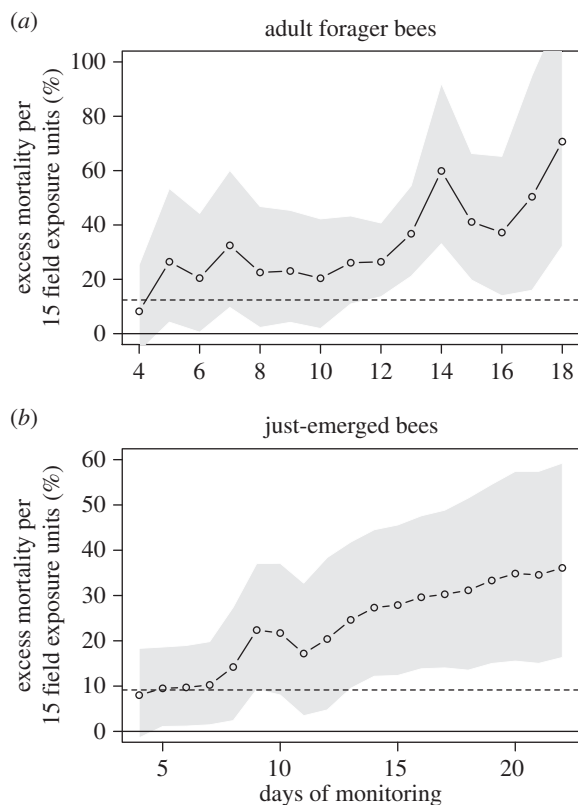 (a)
adult forager bees
excess mortality per
15 field exposure units (%)
100
80
60
40
20
0
4 6 8 10 12 14 16 18
(b)
just-emerged bees
excess mortality per
15 field exposure units (%)
60
50
40
30
20
10
0
5 10 15 20
days of monitoring